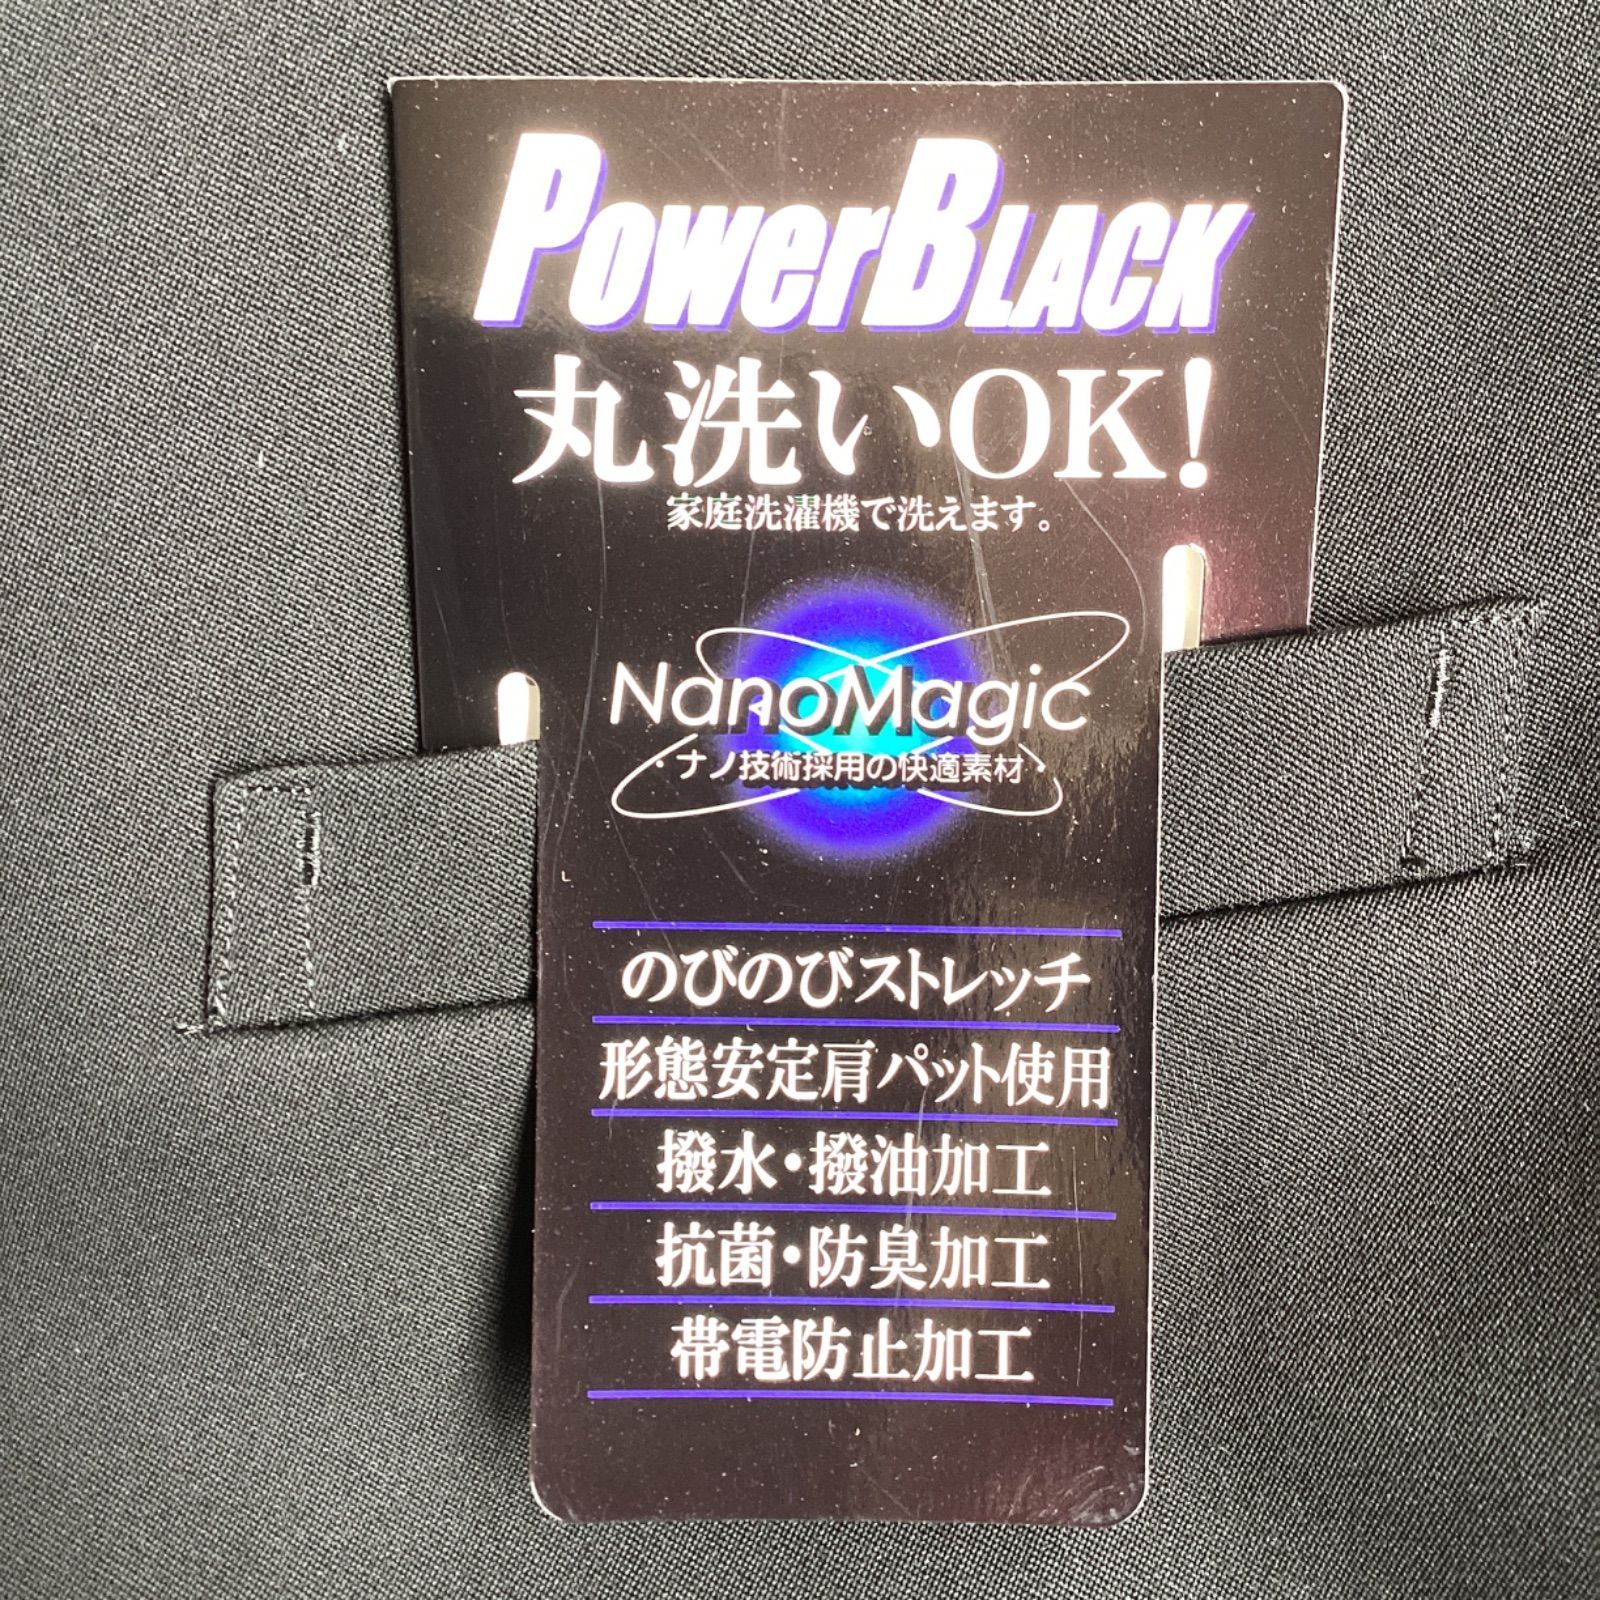 PowerBLACK
丸洗いOK!
家庭洗濯機で洗えます。
NanoMagic
・ナノ技術採用の快適素材・
のびのびストレッチ
形態安定肩パット使用
撥水・撥油加工
抗菌・防臭加工
帯電防止加工